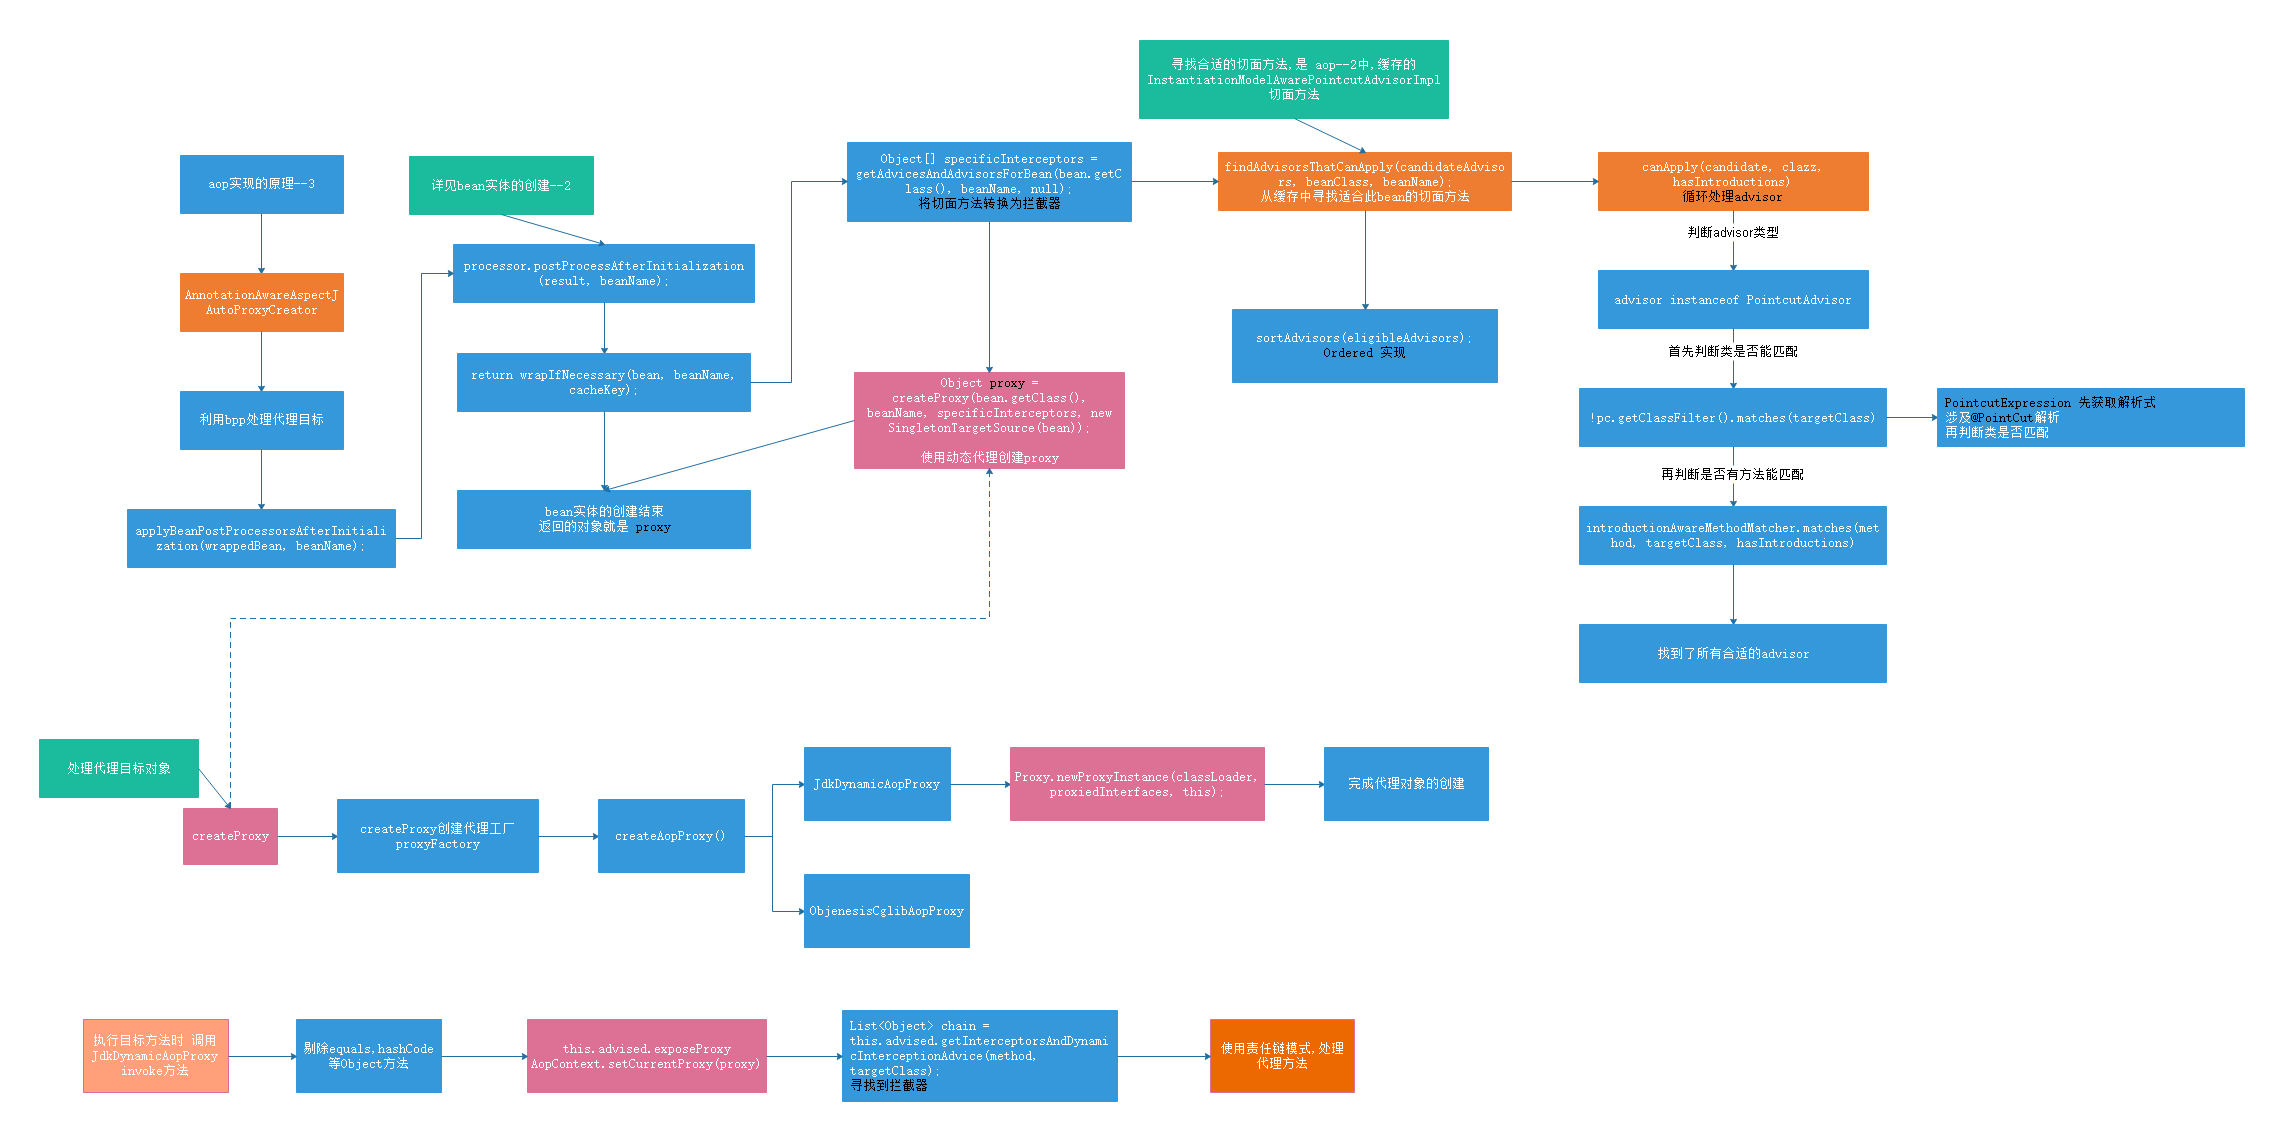 寻找合适的切面方法,是 aop--2中,缓存的
InstantiationModelAwarePointcutAdvisorImpl
切面方法
aop实现的原理--3
AnnotationAwareAspectJ
AutoProxyCreator
利用bpp处理代理目标
applyBeanPostProcessorsAfterInitiali
zation(wrappedBean, beanName);
详见bean实体的创建--2
processor.postProcessAfterInitialization
(result, beanName);
return wrapIfNecessary(bean, beanName,
cacheKey);
bean实体的创建结束
返回的对象就是 proxy
Object[] specificInterceptors =
getAdvicesAndAdvisorsForBean(bean.getC
lass(), beanName, null);
将切面方法转换为拦截器
Object proxy =
createProxy(bean.getClass(),
beanName, specificInterceptors, new
SingletonTargetSource(bean));
使用动态代理创建proxy
findAdvisorsThatCanApply(candidateAdviso
rs, beanClass, beanName);
从缓存中寻找适合此bean的切面方法
sortAdvisors(eligibleAdvisors);
Ordered 实现
canApply(candidate, clazz,
hasIntroductions)
循环处理advisor
判断advisor类型
advisor instanceof PointcutAdvisor
首先判断类是否能匹配
!pc.getClassFilter().matches(targetClass)
PointcutExpression 先获取解析式
涉及@PointCut解析
再判断类是否匹配
再判断是否有方法能匹配
introductionAwareMethodMatcher.matches(met
hod, targetClass, hasIntroductions)
找到了所有合适的advisor
处理代理目标对象
createProxy
createProxy创建代理工厂
proxyFactory
createAopProxy()
JdkDynamicAopProxy
Proxy.newProxyInstance(classLoader,
proxiedInterfaces, this);
完成代理对象的创建
ObjenesisCglibAopProxy
执行目标方法时 调用
JdkDynamicAopProxy
invoke方法
剔除equals,hashCode
等Object方法
this.advised.exposeProxy
AopContext.setCurrentProxy(proxy)
List<Object> chain =
this.advised.getInterceptorsAndDynami
cInterceptionAdvice(method,
targetClass);
寻找到拦截器
使用责任链模式,处理
代理方法